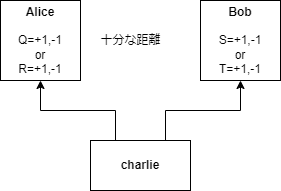 Alice
Q=+1,-1
or
R=+1,-1
十分な距離
Bob
S=+1,-1
or
T=+1,-1
charlie